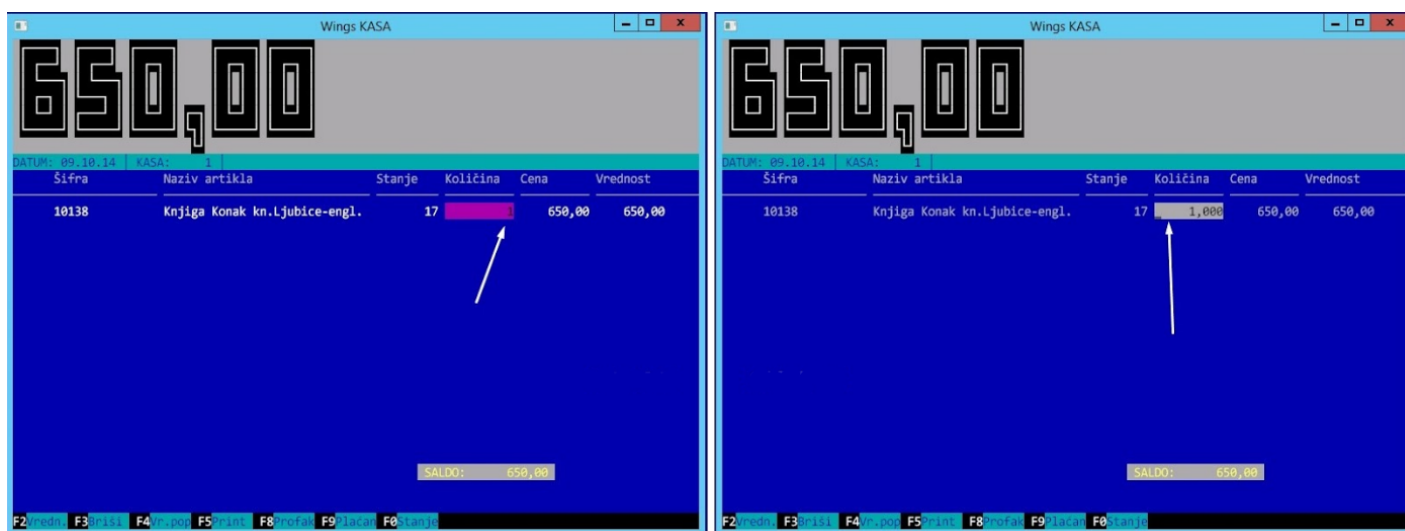 Wings KASA
650,00
DATUM: 09.10.14 | KASA: 1 |
Šifra Naziv artikla Stanje Količina Cena Vrednost
10138 Knjiga Konak kn.Ljubice-engl. 17 1 650,00 650,00
SALDO: 650,00
F2Vredn. F3Briši F4Vr.pop F5Print F8Profak F9Plaćan F0Stanje
Wings KASA
650,00
DATUM: 09.10.14 | KASA: 1 |
Šifra Naziv artikla Stanje Količina Cena Vrednost
10138 Knjiga Konak kn.Ljubice-engl. 17 1,000 650,00 650,00
SALDO: 650,00
F2Vredn. F3Briši F4Vr.pop F5Print F8Profak F9Plaćan F0Stanje